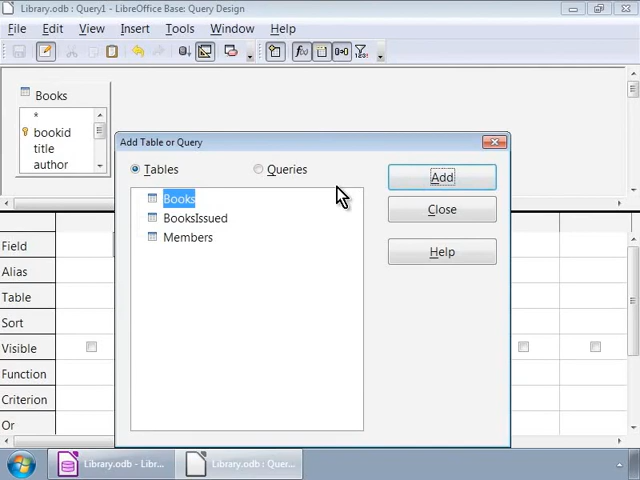 Library.odb : Query1 - LibreOffice Base: Query Design
File Edit View Insert Tools Window Help
Books
*
bookid
title
author
Add Table or Query
Tables
Queries
Books
BooksIssued
Members
Add
Close
Help
Field
Alias
Table
Sort
Visible
Function
Criterion
Or
Library.odb - Libr...
Library.odb : Quer...